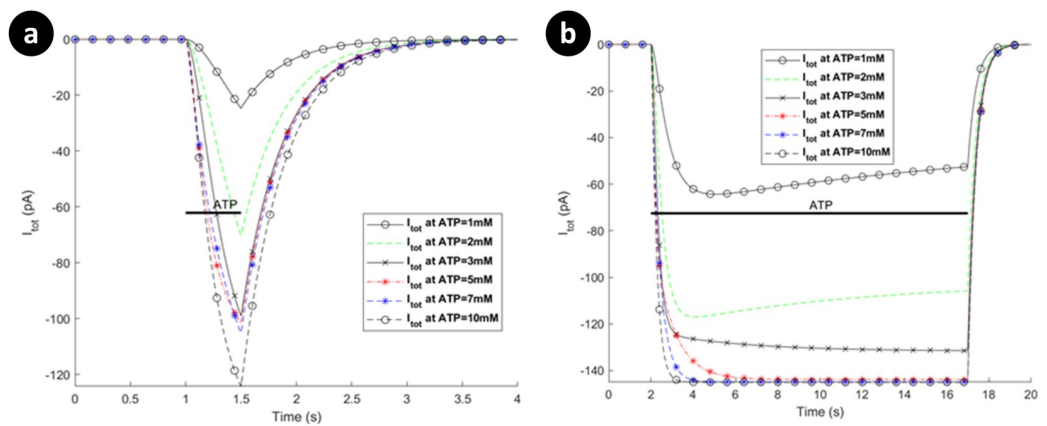 a
0
-20
-40
-60
-80
-100
-120
I_tot (pA)
ATP
I_tot at ATP=1mM
I_tot at ATP=2mM
I_tot at ATP=3mM
I_tot at ATP=5mM
I_tot at ATP=7mM
I_tot at ATP=10mM
0 0.5 1 1.5 2 2.5 3 3.5 4
Time (s)
b
0
-20
-40
-60
-80
-100
-120
-140
I_tot (pA)
I_tot at ATP=1mM
I_tot at ATP=2mM
I_tot at ATP=3mM
I_tot at ATP=5mM
I_tot at ATP=7mM
I_tot at ATP=10mM
ATP
0 2 4 6 8 10 12 14 16 18 20
Time (s)